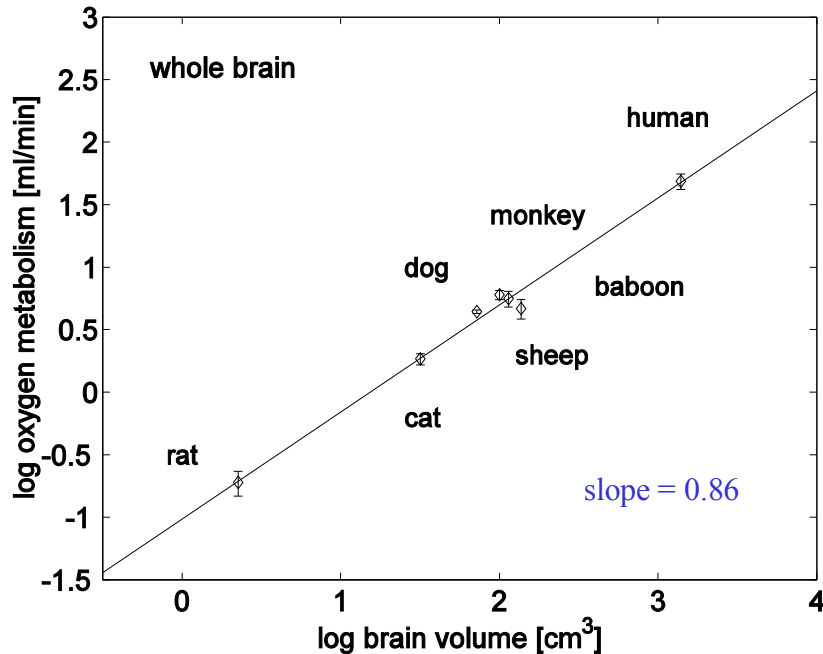 3
whole brain
2.5
human
2
1.5
monkey
dog
1
baboon
0.5
sheep
0
cat
rat
-0.5
slope = 0.86
-1
-1.5
0 1 2 3 4
log brain volume [cm³]
log oxygen metabolism [ml/min]